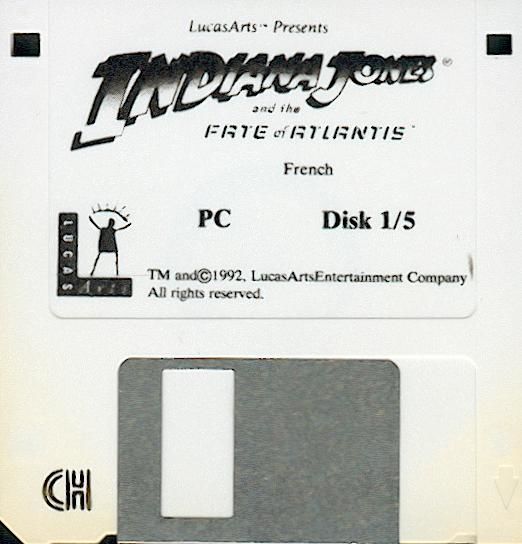 LucasArts™ Presents
INDIANA JONES®
and the
FATE of ATLANTIS™
French
PC Disk 1/5
LUCAS
Arts
TM and©1992, LucasArtsEntertainment Company
All rights reserved.
CH